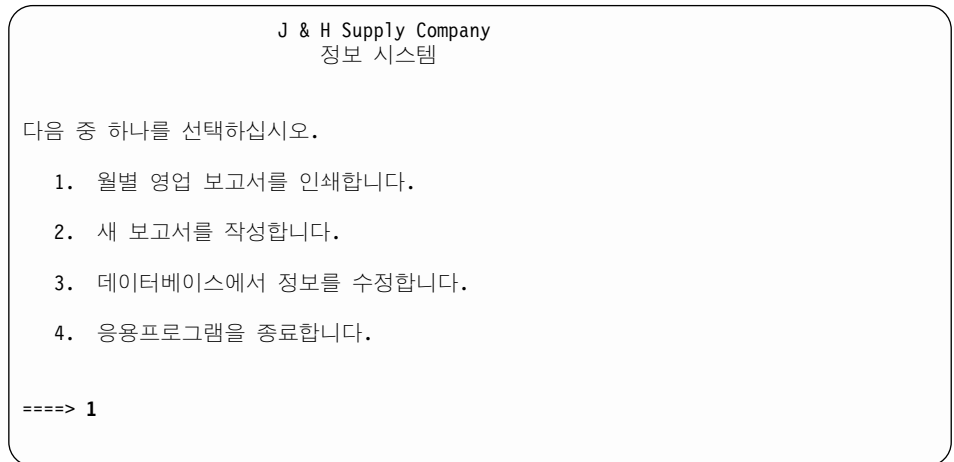 J & H Supply Company
정보 시스템
다음 중 하나를 선택하십시오.
1. 월별 영업 보고서를 인쇄합니다.
2. 새 보고서를 작성합니다.
3. 데이터베이스에서 정보를 수정합니다.
4. 응용프로그램을 종료합니다.
====> 1